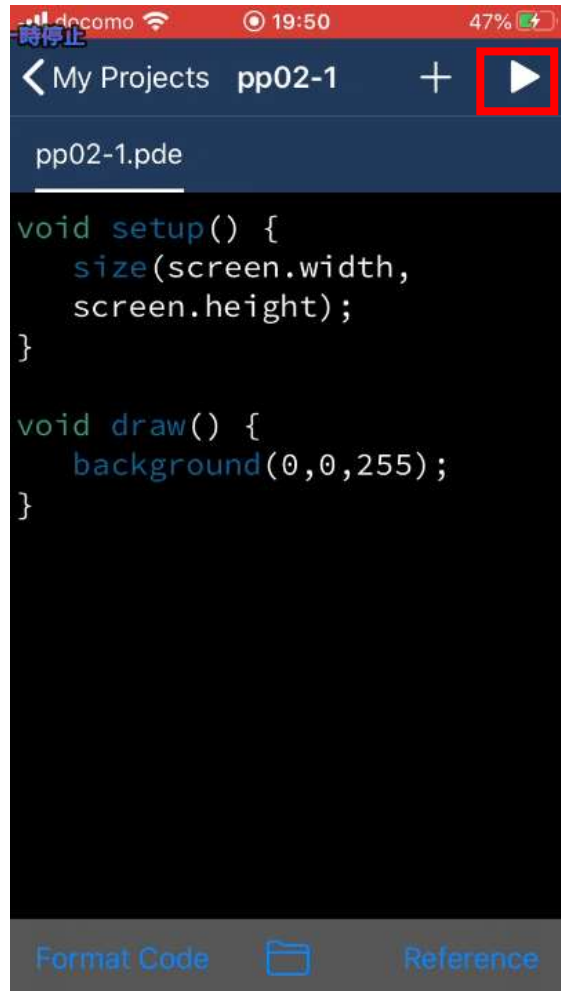 docomo 19:50 47%
一時停止
My Projects pp02-1
pp02-1.pde
void setup() {
size(screen.width,
screen.height);
}
void draw() {
background(0,0,255);
}
Format Code Reference